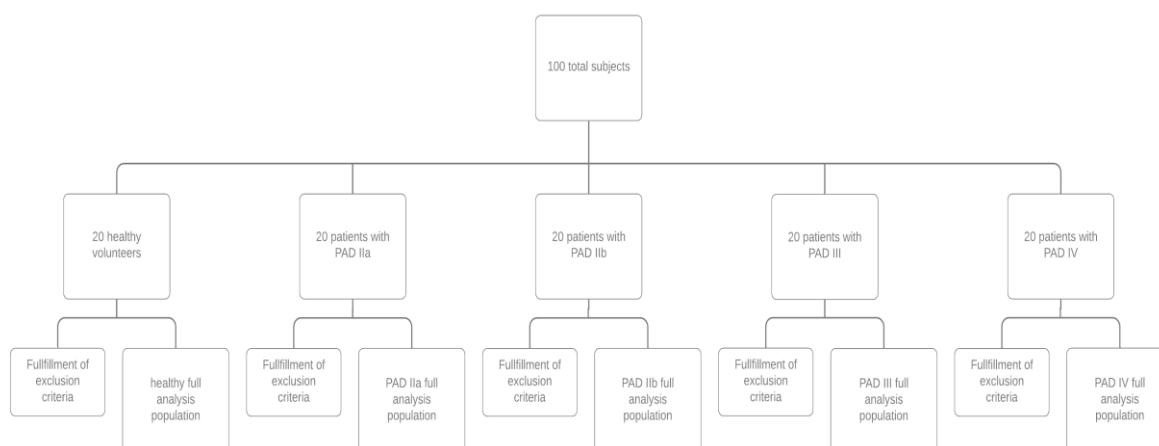 100 total subjects
20 healthy
volunteers
20 patients with
PAD IIa
20 patients with
PAD IIb
20 patients with
PAD III
20 patients with
PAD IV
Fullfillment of
exclusion
criteria
healthy full
analysis
population
Fullfillment of
exclusion
criteria
PAD IIa full
analysis
population
Fullfillment of
exclusion
criteria
PAD IIb full
analysis
population
Fullfillment of
exclusion
criteria
PAD III full
analysis
population
Fullfillment of
exclusion
criteria
PAD IV full
analysis
population